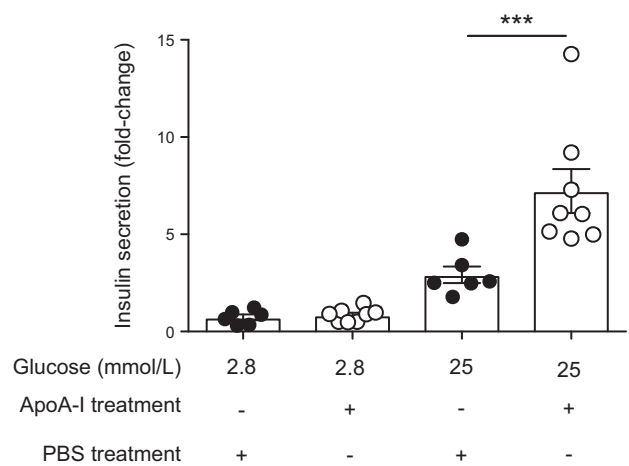 ***
15
10
5
0
Insulin secretion (fold-change)
Glucose (mmol/L) 2.8 2.8 25 25
ApoA-I treatment - + - +
PBS treatment + - + -